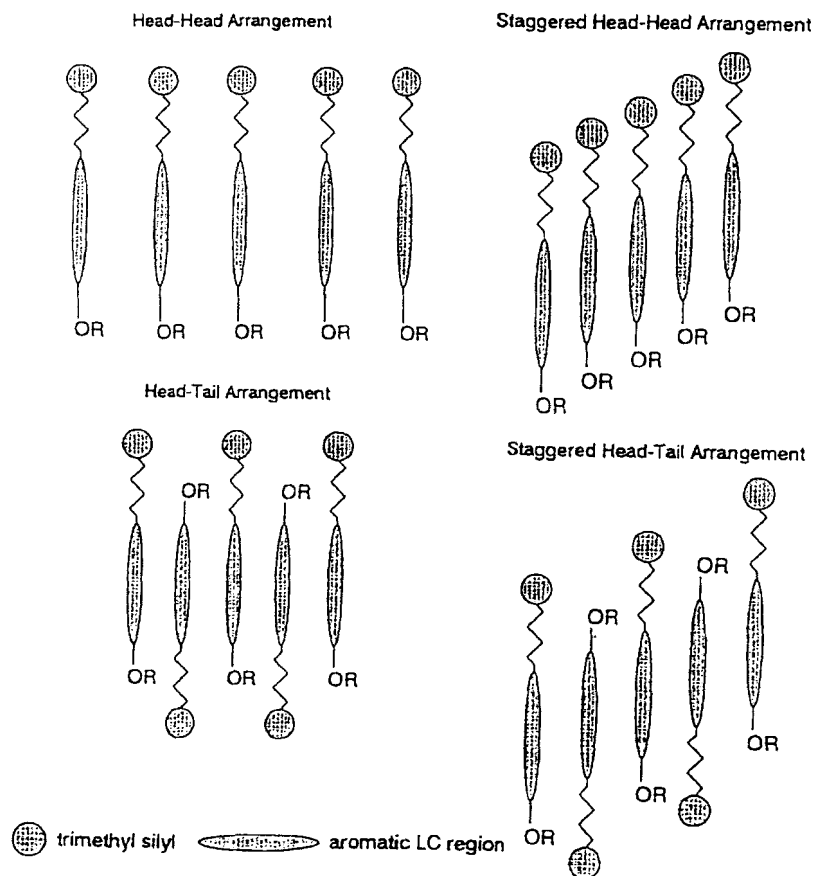 Head-Head Arrangement
OR OR OR OR OR
Staggered Head-Head Arrangement
OR
OR
OR
OR
OR
Head-Tail Arrangement
OR OR
OR OR OR
Staggered Head-Tail Arrangement
OR
OR
OR
OR
OR
trimethyl silyl aromatic LC region